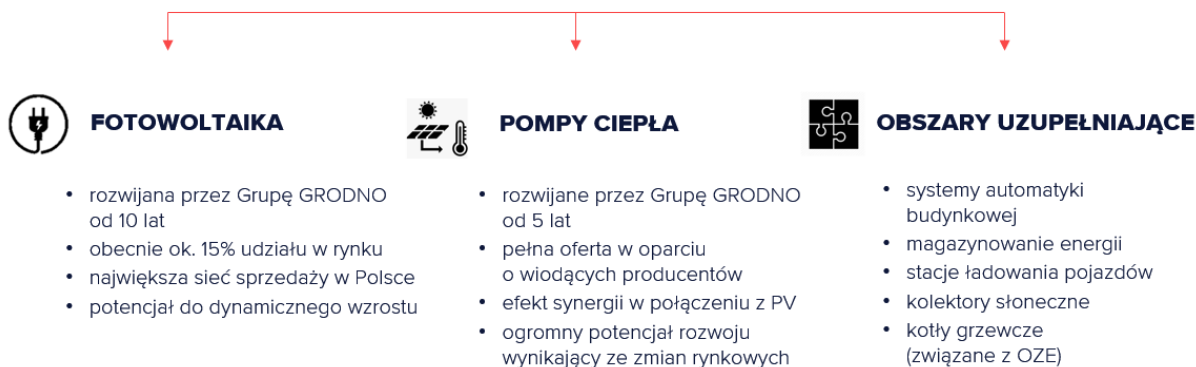 FOTOWOLTAIKA
• rozwijana przez Grupę GRODNO
od 10 lat
• obecnie ok. 15% udziału w rynku
• największa sieć sprzedaży w Polsce
• potencjał do dynamicznego wzrostu
POMPY CIEPŁA
• rozwijane przez Grupę GRODNO
od 5 lat
• pełna oferta w oparciu
o wiodących producentów
• efekt synergii w połączeniu z PV
• ogromny potencjał rozwoju
wynikający ze zmian rynkowych
OBSZARY UZUPEŁNIAJĄCE
• systemy automatyki
budynkowej
• magazynowanie energii
• stacje ładowania pojazdów
• kolektory słoneczne
• kotły grzewcze
(związane z OZE)